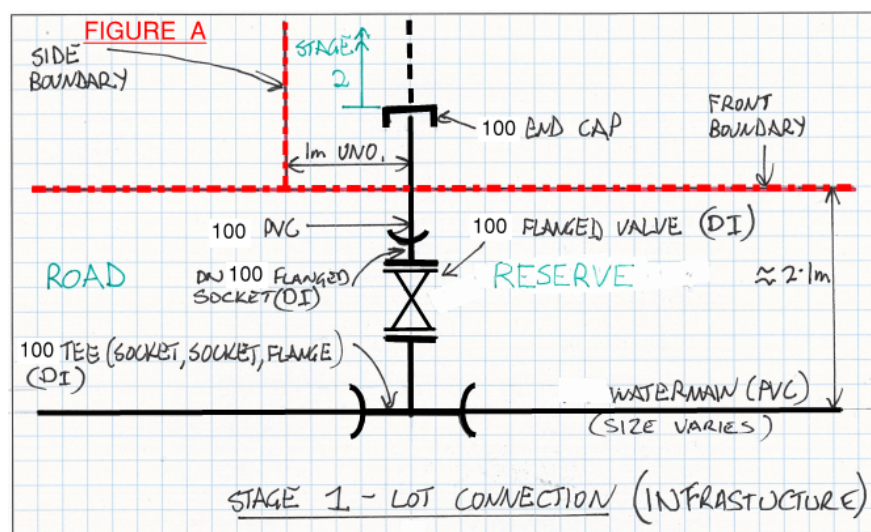 FIGURE A
SIDE
BOUNDARY
STAGE
2
100 END CAP
FRONT
BOUNDARY
1m UNO.
100 PVC
100 FLANGED VALVE (DI)
ROAD
DN 100 FLANGED
SOCKET (DI)
RESERVE
≈ 2.1m
100 TEE (SOCKET, SOCKET, FLANGE)
(DI)
WATERMAIN (PVC)
(SIZE VARIES)
STAGE 1 - LOT CONNECTION (INFRASTUCTURE)